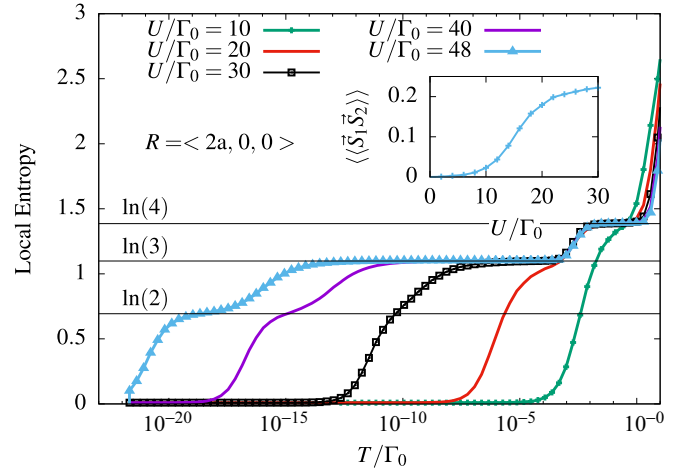 U/Γ₀ = 10
U/Γ₀ = 20
U/Γ₀ = 30
U/Γ₀ = 40
U/Γ₀ = 48
R =< 2a, 0, 0 >
⟨⟨S⃗₁S⃗₂⟩⟩
0.2
0.1
0
0 10 20 30
U/Γ₀
ln(4)
ln(3)
ln(2)
Local Entropy
3
2.5
2
1.5
1
0.5
0
10⁻²⁰ 10⁻¹⁵ 10⁻¹⁰ 10⁻⁵ 10⁻⁰
T/Γ₀